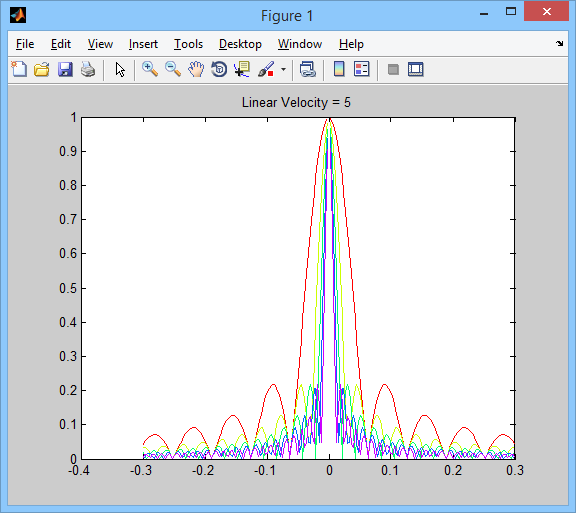 Figure 1
File Edit View Insert Tools Desktop Window Help
Linear Velocity = 5
1
0.9
0.8
0.7
0.6
0.5
0.4
0.3
0.2
0.1
0
-0.4 -0.3 -0.2 -0.1 0 0.1 0.2 0.3